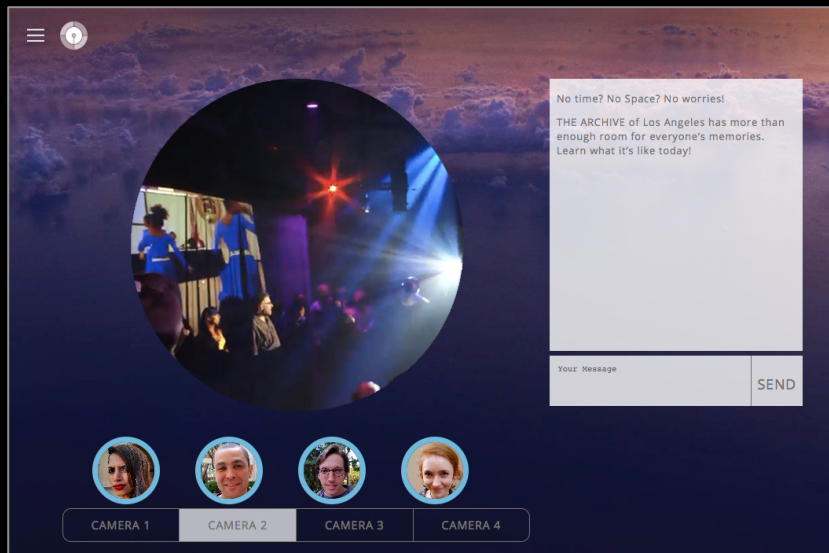 No time? No Space? No worries!
THE ARCHIVE of Los Angeles has more than
enough room for everyone's memories.
Learn what it's like today!
Your Message
SEND
CAMERA 1
CAMERA 2
CAMERA 3
CAMERA 4